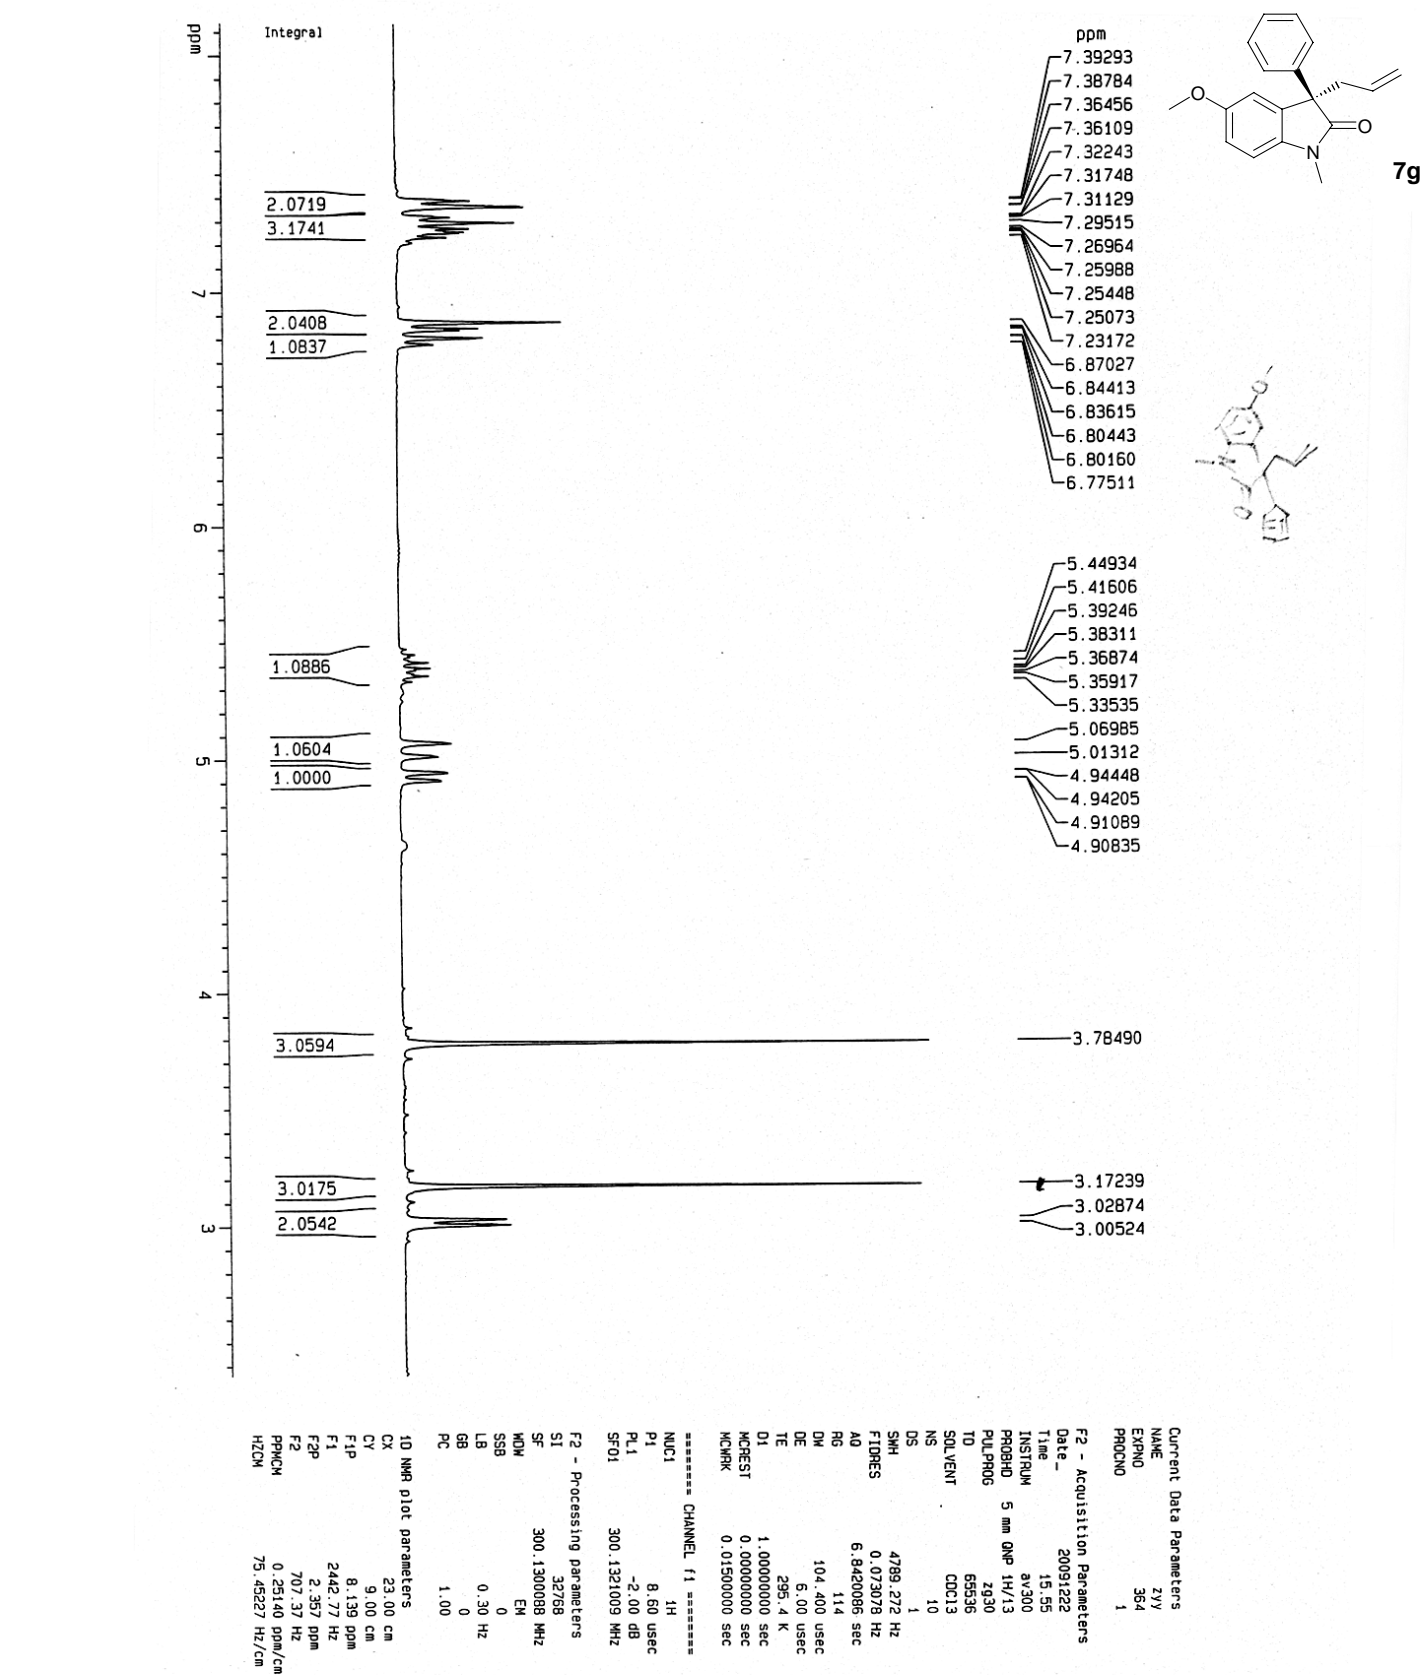 ppm
Integral
2.0719
3.1741
2.0408
1.0837
1.0886
1.0604
1.0000
3.0594
3.0175
2.0542
7
6
5
4
3
ppm
7.39293
7.38784
7.36456
7.36109
7.32243
7.31748
7.31129
7.29515
7.26964
7.25988
7.25448
7.25073
7.23172
6.87027
6.84413
6.83615
6.80443
6.80160
6.77511
5.44934
5.41606
5.39246
5.38311
5.36874
5.35917
5.33535
5.06985
5.01312
4.94448
4.94205
4.91089
4.90835
3.78490
3.17239
3.02874
3.00524
O
O
N
7g
O
N
O
Current Data Parameters
NAME zyy
EXPNO 364
PROCNO 1
F2 - Acquisition Parameters
Date_ 20091222
Time 15.55
INSTRUM av300
PROBHD 5 mm QNP 1H/13
PULPROG zg30
TD 65536
SOLVENT CDCl3
NS 10
DS 1
SWH 4789.272 Hz
FIDRES 0.073078 Hz
AQ 6.8420086 sec
RG 114
DW 104.400 usec
DE 6.00 usec
TE 295.4 K
D1 1.00000000 sec
MCREST 0.00000000 sec
MCWRK 0.01500000 sec
======== CHANNEL f1 ========
NUC1 1H
P1 8.60 usec
PL1 -2.00 dB
SFO1 300.1321009 MHz
F2 - Processing parameters
SI 32768
SF 300.1300088 MHz
WDW EM
SSB 0
LB 0.30 Hz
GB 0
PC 1.00
1D NMR plot parameters
CX 23.00 cm
CY 9.00 cm
F1P 8.139 ppm
F1 2442.77 Hz
F2P 2.357 ppm
F2 707.37 Hz
PPMCM 0.25140 ppm/cm
HZCM 75.45227 Hz/cm